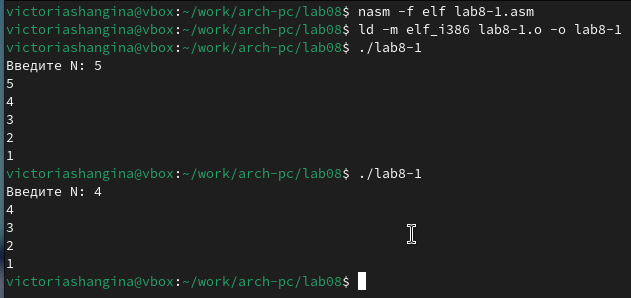 victoriashangina@vbox:~/work/arch-pc/lab08$ nasm -f elf lab8-1.asm
victoriashangina@vbox:~/work/arch-pc/lab08$ ld -m elf_i386 lab8-1.o -o lab8-1
victoriashangina@vbox:~/work/arch-pc/lab08$ ./lab8-1
Введите N: 5
5
4
3
2
1
victoriashangina@vbox:~/work/arch-pc/lab08$ ./lab8-1
Введите N: 4
4
3
2
1
victoriashangina@vbox:~/work/arch-pc/lab08$